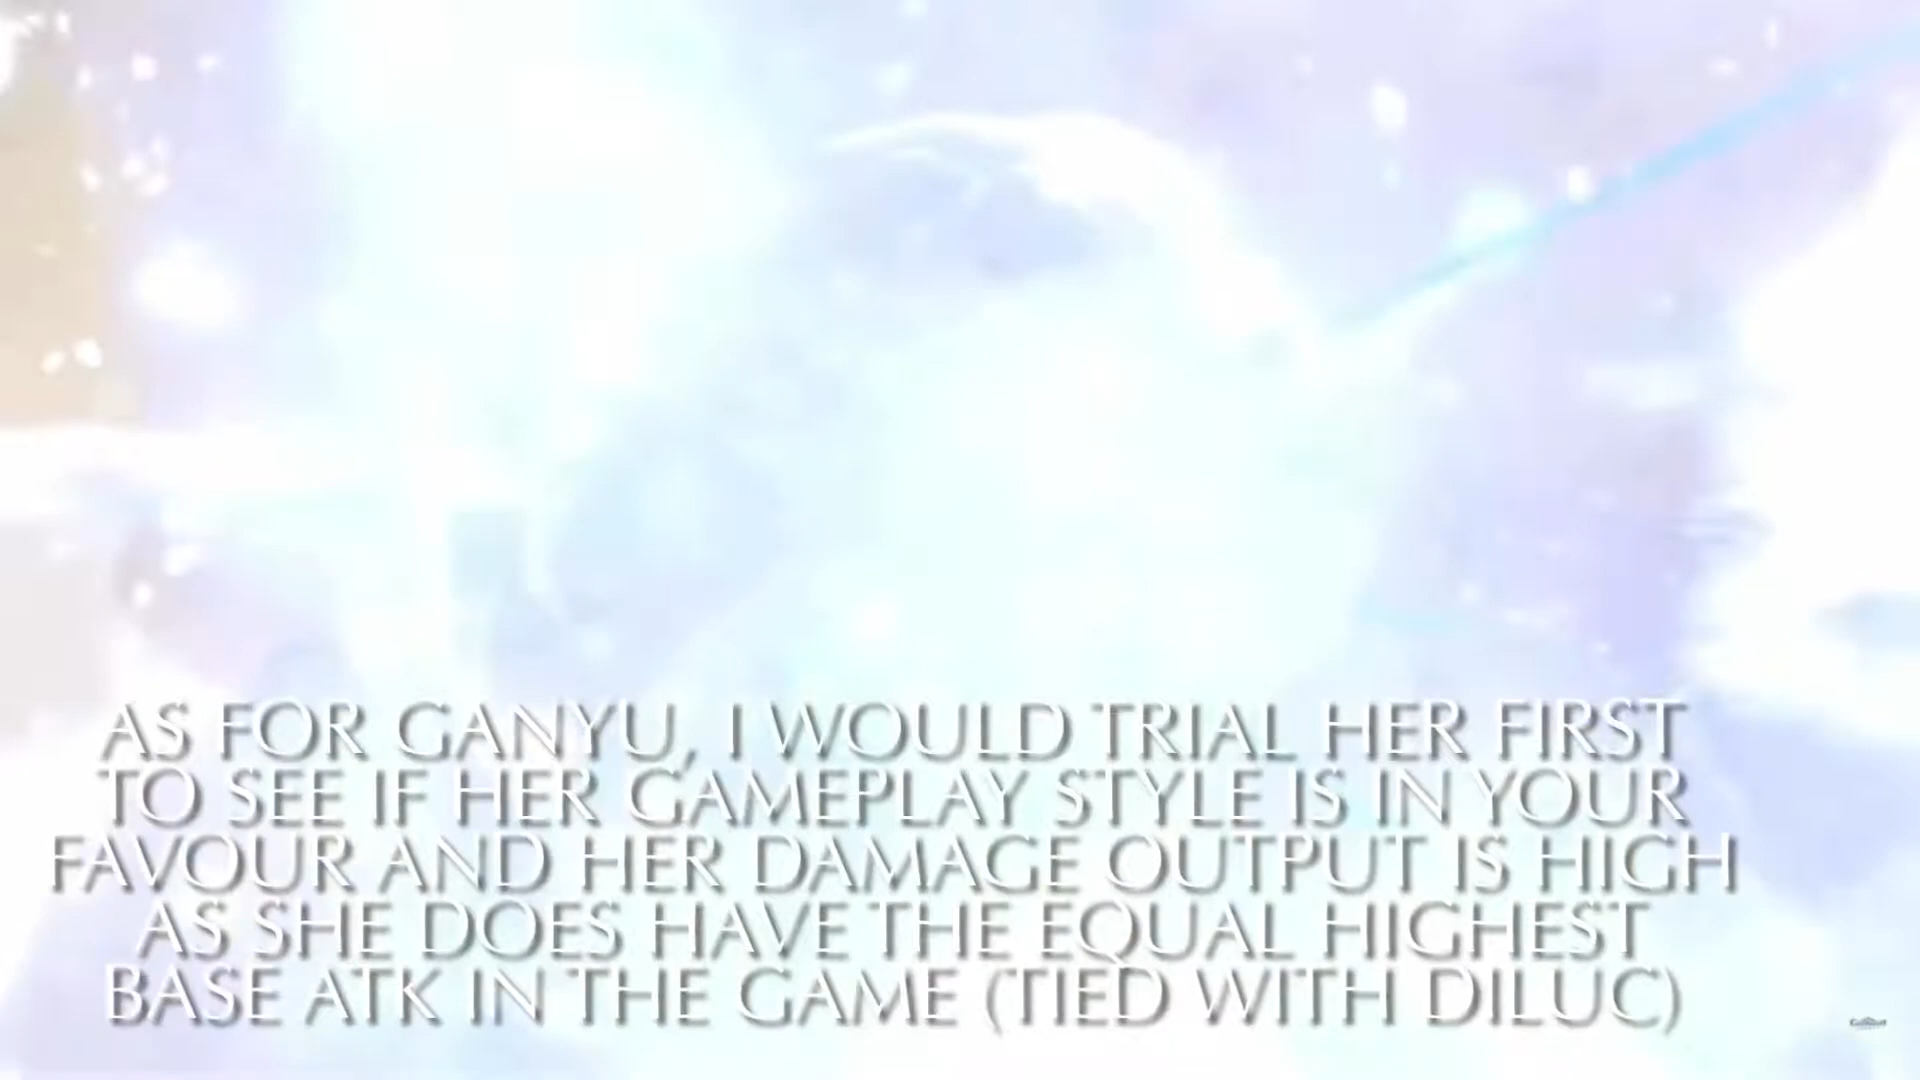 AS FOR GANYU, I WOULD TRIAL HER FIRST
TO SEE IF HER GAMEPLAY STYLE IS IN YOUR
FAVOUR AND HER DAMAGE OUTPUT IS HIGH
AS SHE DOES HAVE THE EQUAL HIGHEST
BASE ATK IN THE GAME (TIED WITH DILUC)